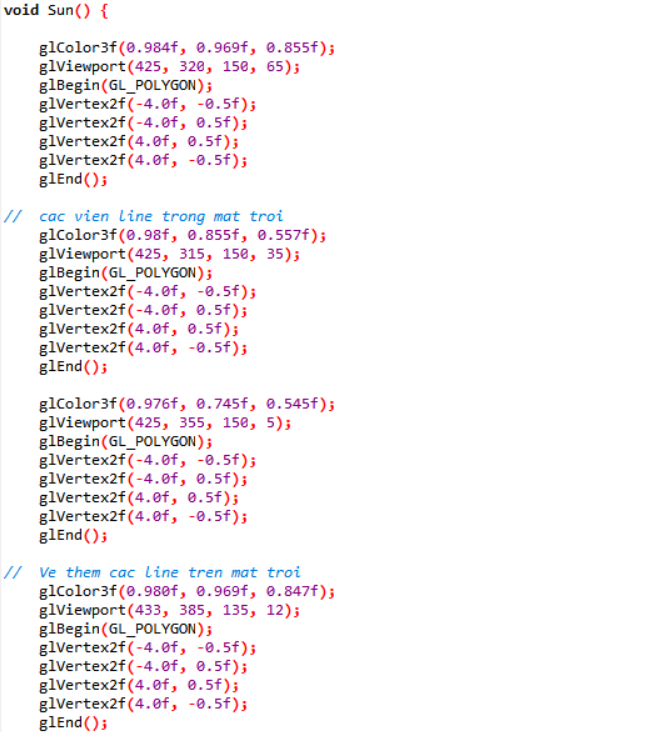 void Sun() {
glColor3f(0.984f, 0.969f, 0.855f);
glViewport(425, 320, 150, 65);
glBegin(GL_POLYGON);
glVertex2f(-4.0f, -0.5f);
glVertex2f(-4.0f, 0.5f);
glVertex2f(4.0f, 0.5f);
glVertex2f(4.0f, -0.5f);
glEnd();
// cac vien line trong mat troi
glColor3f(0.98f, 0.855f, 0.557f);
glViewport(425, 315, 150, 35);
glBegin(GL_POLYGON);
glVertex2f(-4.0f, -0.5f);
glVertex2f(-4.0f, 0.5f);
glVertex2f(4.0f, 0.5f);
glVertex2f(4.0f, -0.5f);
glEnd();
glColor3f(0.976f, 0.745f, 0.545f);
glViewport(425, 355, 150, 5);
glBegin(GL_POLYGON);
glVertex2f(-4.0f, -0.5f);
glVertex2f(-4.0f, 0.5f);
glVertex2f(4.0f, 0.5f);
glVertex2f(4.0f, -0.5f);
glEnd();
// Ve them cac line tren mat troi
glColor3f(0.980f, 0.969f, 0.847f);
glViewport(433, 385, 135, 12);
glBegin(GL_POLYGON);
glVertex2f(-4.0f, -0.5f);
glVertex2f(-4.0f, 0.5f);
glVertex2f(4.0f, 0.5f);
glVertex2f(4.0f, -0.5f);
glEnd();